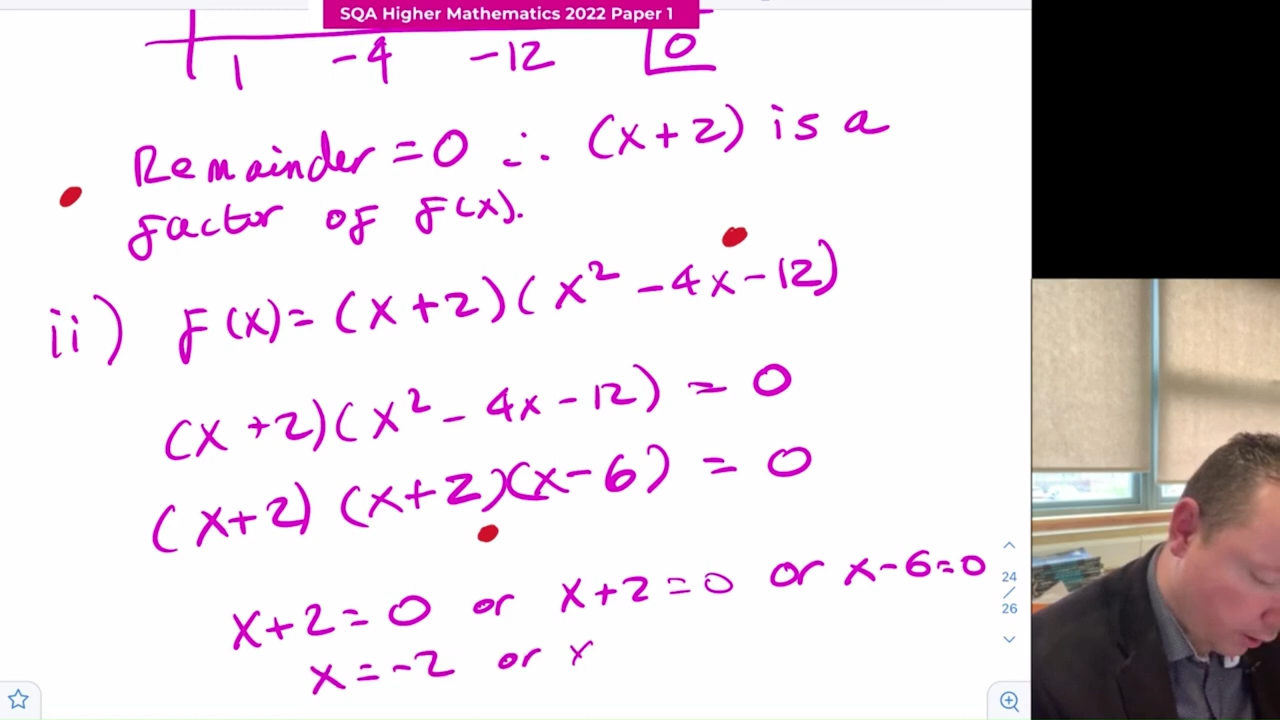 SQA Higher Mathematics 2022 Paper 1
1 -4 -12 0
Remainder = 0 ∴ (x+2) is a
factor of f(x).
ii) f(x) = (x+2)(x² - 4x - 12)
(x+2)(x² - 4x - 12) = 0
(x+2)(x+2)(x-6) = 0
x+2=0 or x+2=0 or x-6=0
x=-2 or x
24
/
26